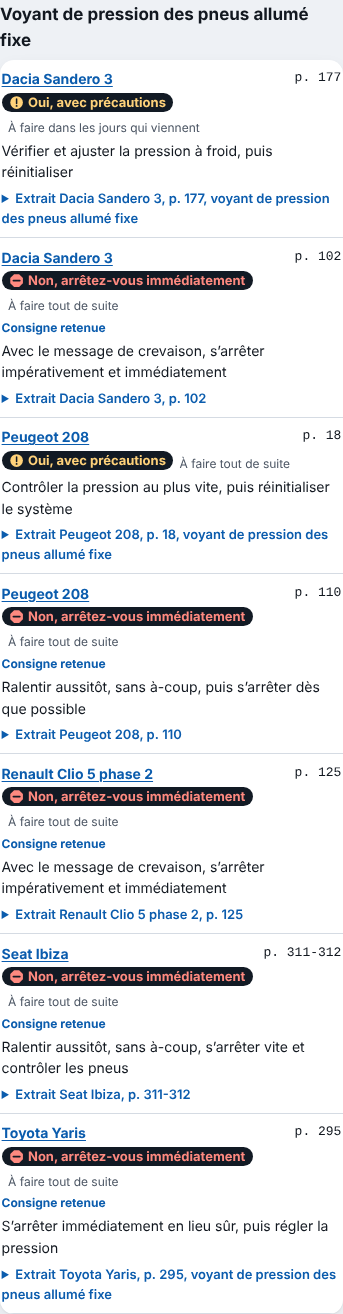 Voyant de pression des pneus allumé
fixe
Dacia Sandero 3 p. 177
Oui, avec précautions
À faire dans les jours qui viennent
Vérifier et ajuster la pression à froid, puis
réinitialiser
Extrait Dacia Sandero 3, p. 177, voyant de pression
des pneus allumé fixe
Dacia Sandero 3 p. 102
Non, arrêtez-vous immédiatement
À faire tout de suite
Consigne retenue
Avec le message de crevaison, s’arrêter
impérativement et immédiatement
Extrait Dacia Sandero 3, p. 102
Peugeot 208 p. 18
Oui, avec précautions À faire tout de suite
Contrôler la pression au plus vite, puis réinitialiser
le système
Extrait Peugeot 208, p. 18, voyant de pression des
pneus allumé fixe
Peugeot 208 p. 110
Non, arrêtez-vous immédiatement
À faire tout de suite
Consigne retenue
Ralentir aussitôt, sans à-coup, puis s’arrêter dès
que possible
Extrait Peugeot 208, p. 110
Renault Clio 5 phase 2 p. 125
Non, arrêtez-vous immédiatement
À faire tout de suite
Consigne retenue
Avec le message de crevaison, s’arrêter
impérativement et immédiatement
Extrait Renault Clio 5 phase 2, p. 125
Seat Ibiza p. 311-312
Non, arrêtez-vous immédiatement
À faire tout de suite
Consigne retenue
Ralentir aussitôt, sans à-coup, s’arrêter vite et
contrôler les pneus
Extrait Seat Ibiza, p. 311-312
Toyota Yaris p. 295
Non, arrêtez-vous immédiatement
À faire tout de suite
Consigne retenue
S’arrêter immédiatement en lieu sûr, puis régler la
pression
Extrait Toyota Yaris, p. 295, voyant de pression des
pneus allumé fixe